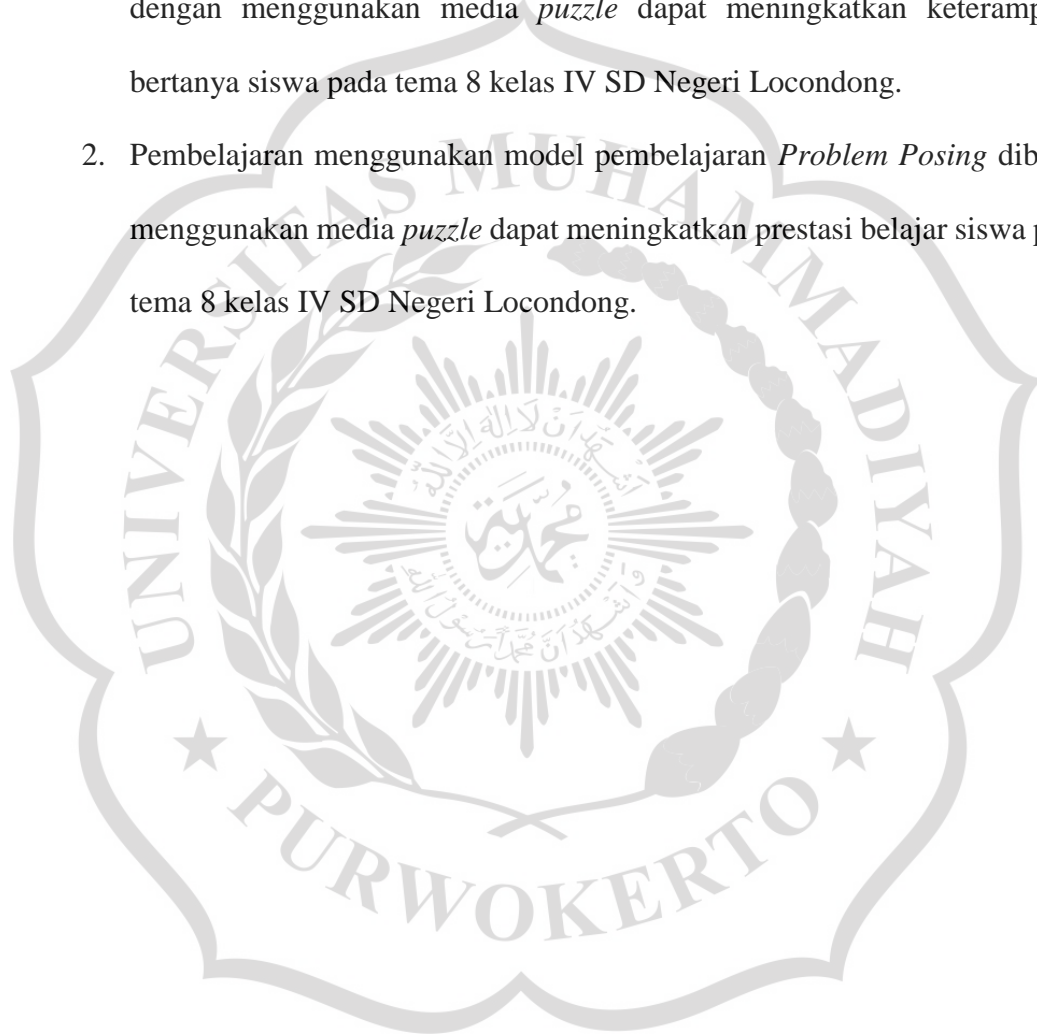 dengan menggunakan media puzzle dapat meningkatkan
bertanya siswa pada tema 8 kelas IV SD Negeri Locondong.
2. Pembelajaran menggunakan model pembelajaran Problem Posing
menggunakan media puzzle dapat meningkatkan prestasi belajar siswa
tema 8 kelas IV SD Negeri Locondong.
UNIVERSITAS MUHAMMADIYAH
PURWOKERTO